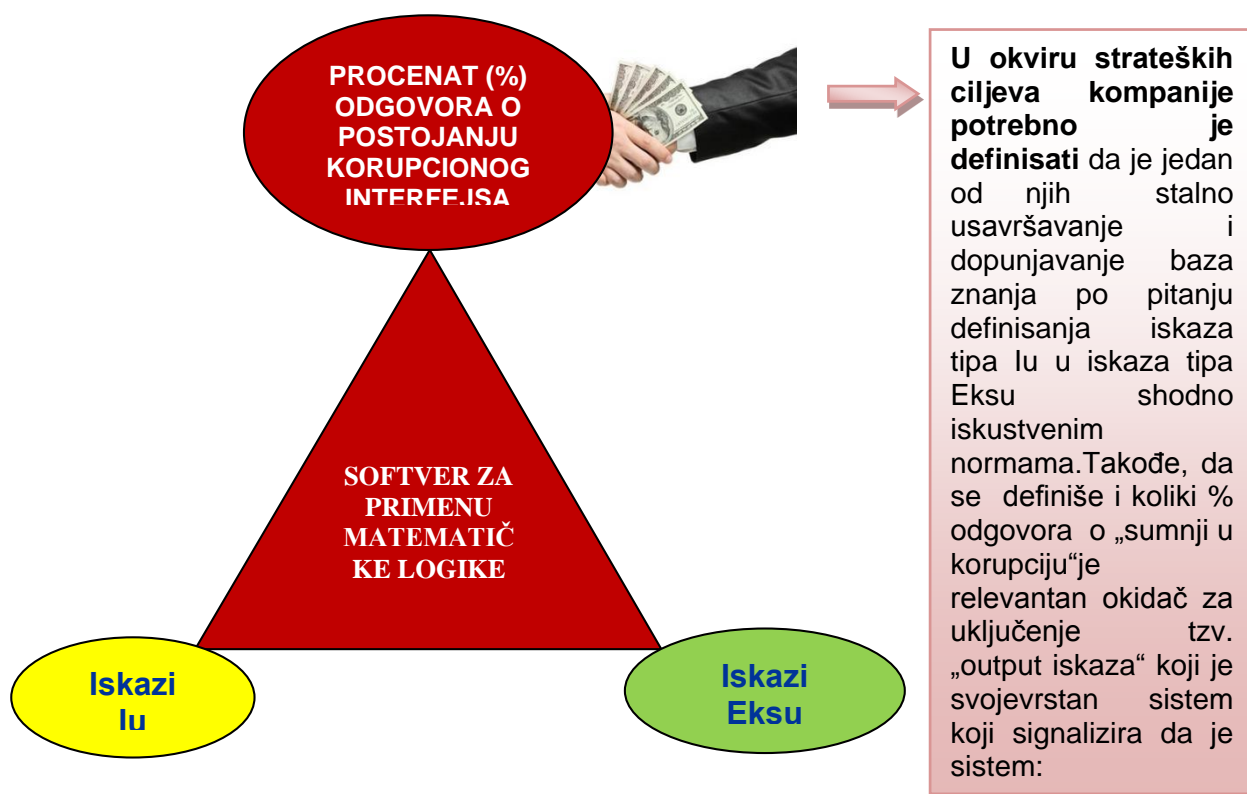 PROCENAT (%)
ODGOVORA O
POSTOJANJU
KORUPCIONOG
INTERFEJSA
SOFTVER ZA
PRIMENU
MATEMATIČ
KE LOGIKE
Iskazi
Iu
Iskazi
Eksu
U okviru strateških
ciljeva kompanije
potrebno je
definisati da je jedan
od njih stalno
usavršavanje i
dopunjavanje baza
znanja po pitanju
definisanja iskaza
tipa Iu u iskaza tipa
Eksu shodno
iskustvenim
normama.Takođe, da
se definiše i koliki %
odgovora o „sumnji u
korupciju“je
relevantan okidač za
uključenje tzv.
„output iskaza“ koji je
svojevrstan sistem
koji signalizira da je
sistem: